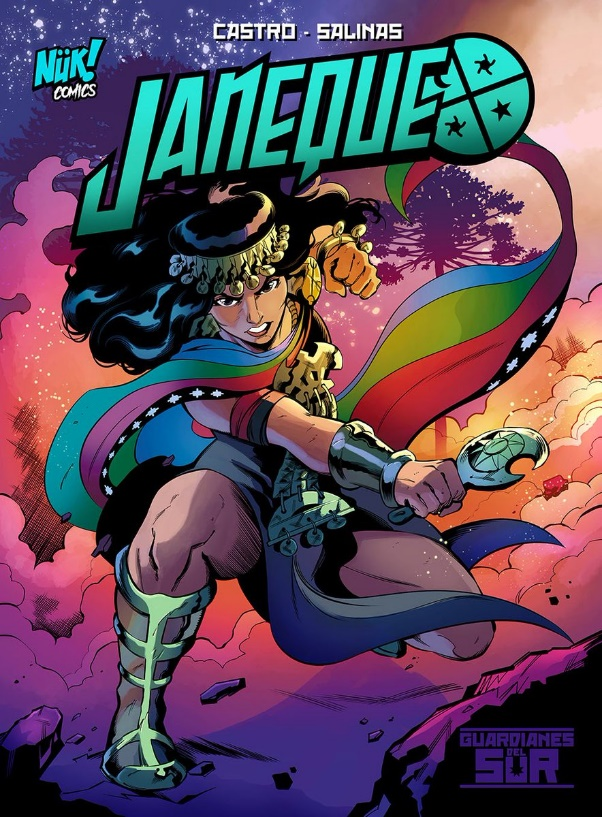 CASTRO - SALINAS
NÜK!
COMICS
JANEQUEO
GUARDIANES
DEL
SUR